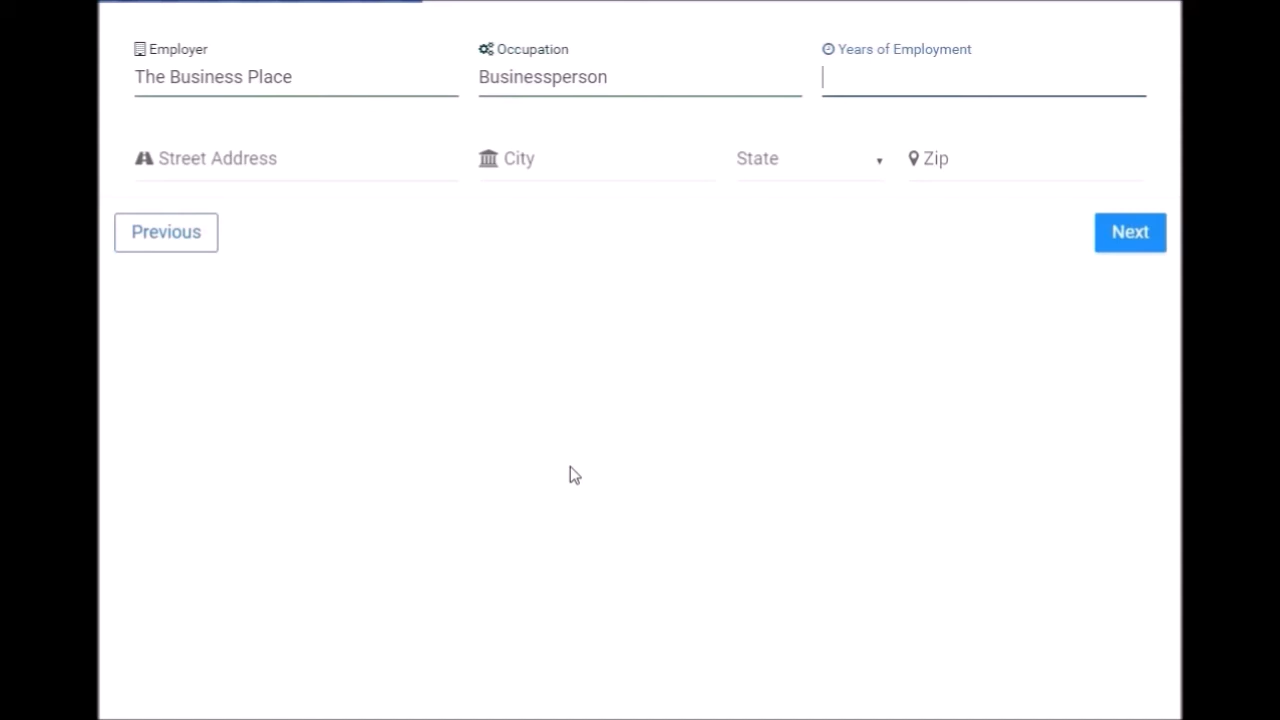 Employer Occupation Years of Employment
The Business Place Businessperson
Street Address City State Zip
Previous Next